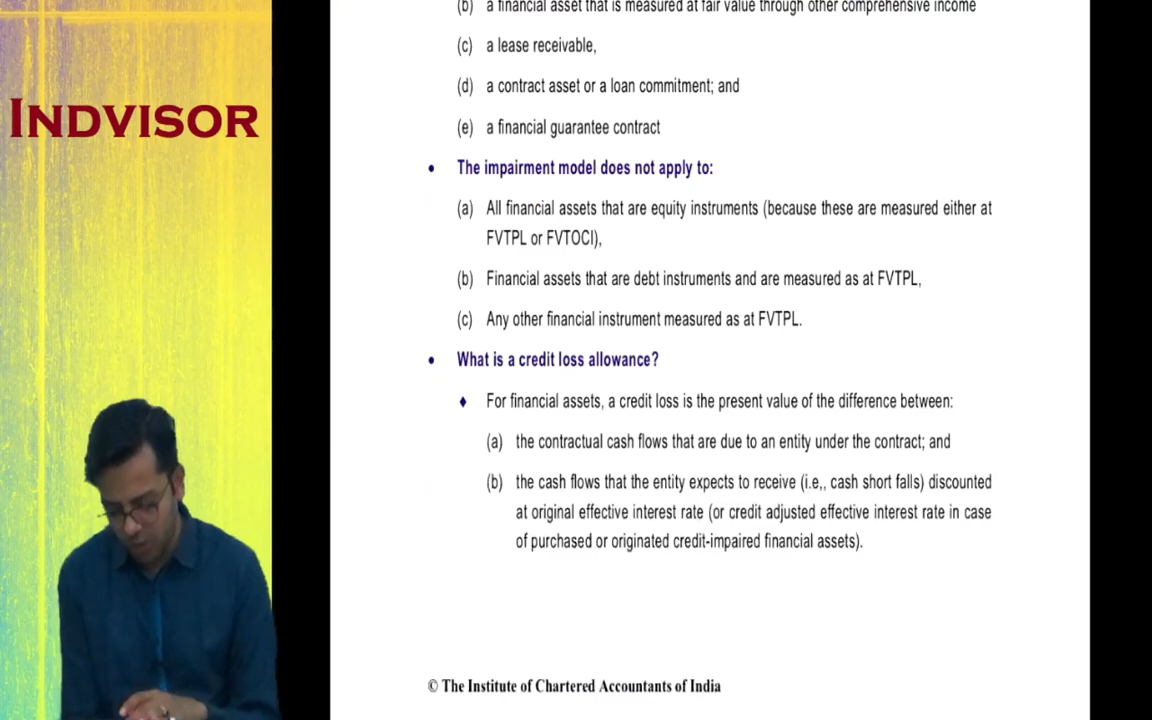 (b) a financial asset that is measured at fair value through other comprehensive income
(c) a lease receivable,
(d) a contract asset or a loan commitment; and
(e) a financial guarantee contract
INDVISOR
• The impairment model does not apply to:
(a) All financial assets that are equity instruments (because these are measured either at
FVTPL or FVTOCI),
(b) Financial assets that are debt instruments and are measured as at FVTPL,
(c) Any other financial instrument measured as at FVTPL.
• What is a credit loss allowance?
♦ For financial assets, a credit loss is the present value of the difference between:
(a) the contractual cash flows that are due to an entity under the contract; and
(b) the cash flows that the entity expects to receive (i.e,, cash short falls) discounted
at original effective interest rate (or credit adjusted effective interest rate in case
of purchased or originated credit-impaired financial assets).
© The Institute of Chartered Accountants of India